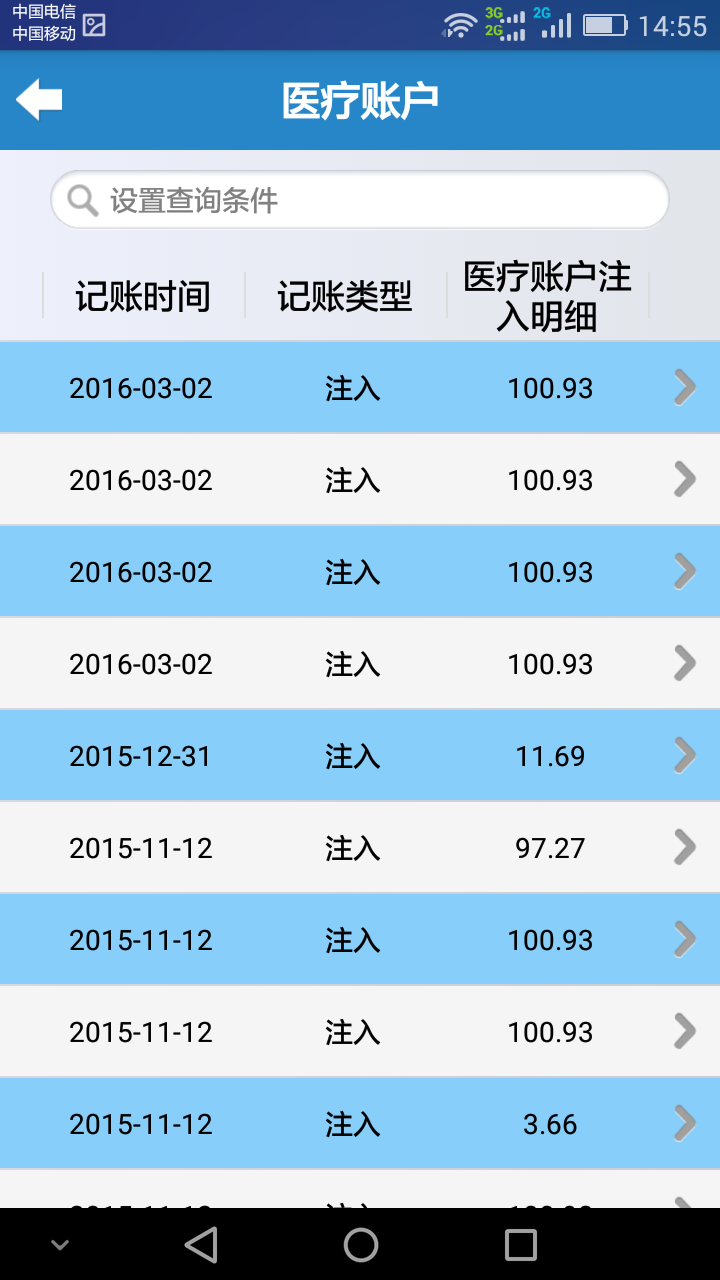 中国电信
中国移动
3G
2G
2G
14:55
医疗账户
设置查询条件
记账时间 记账类型 医疗账户注
入明细
2016-03-02 注入 100.93
2016-03-02 注入 100.93
2016-03-02 注入 100.93
2016-03-02 注入 100.93
2015-12-31 注入 11.69
2015-11-12 注入 97.27
2015-11-12 注入 100.93
2015-11-12 注入 100.93
2015-11-12 注入 3.66